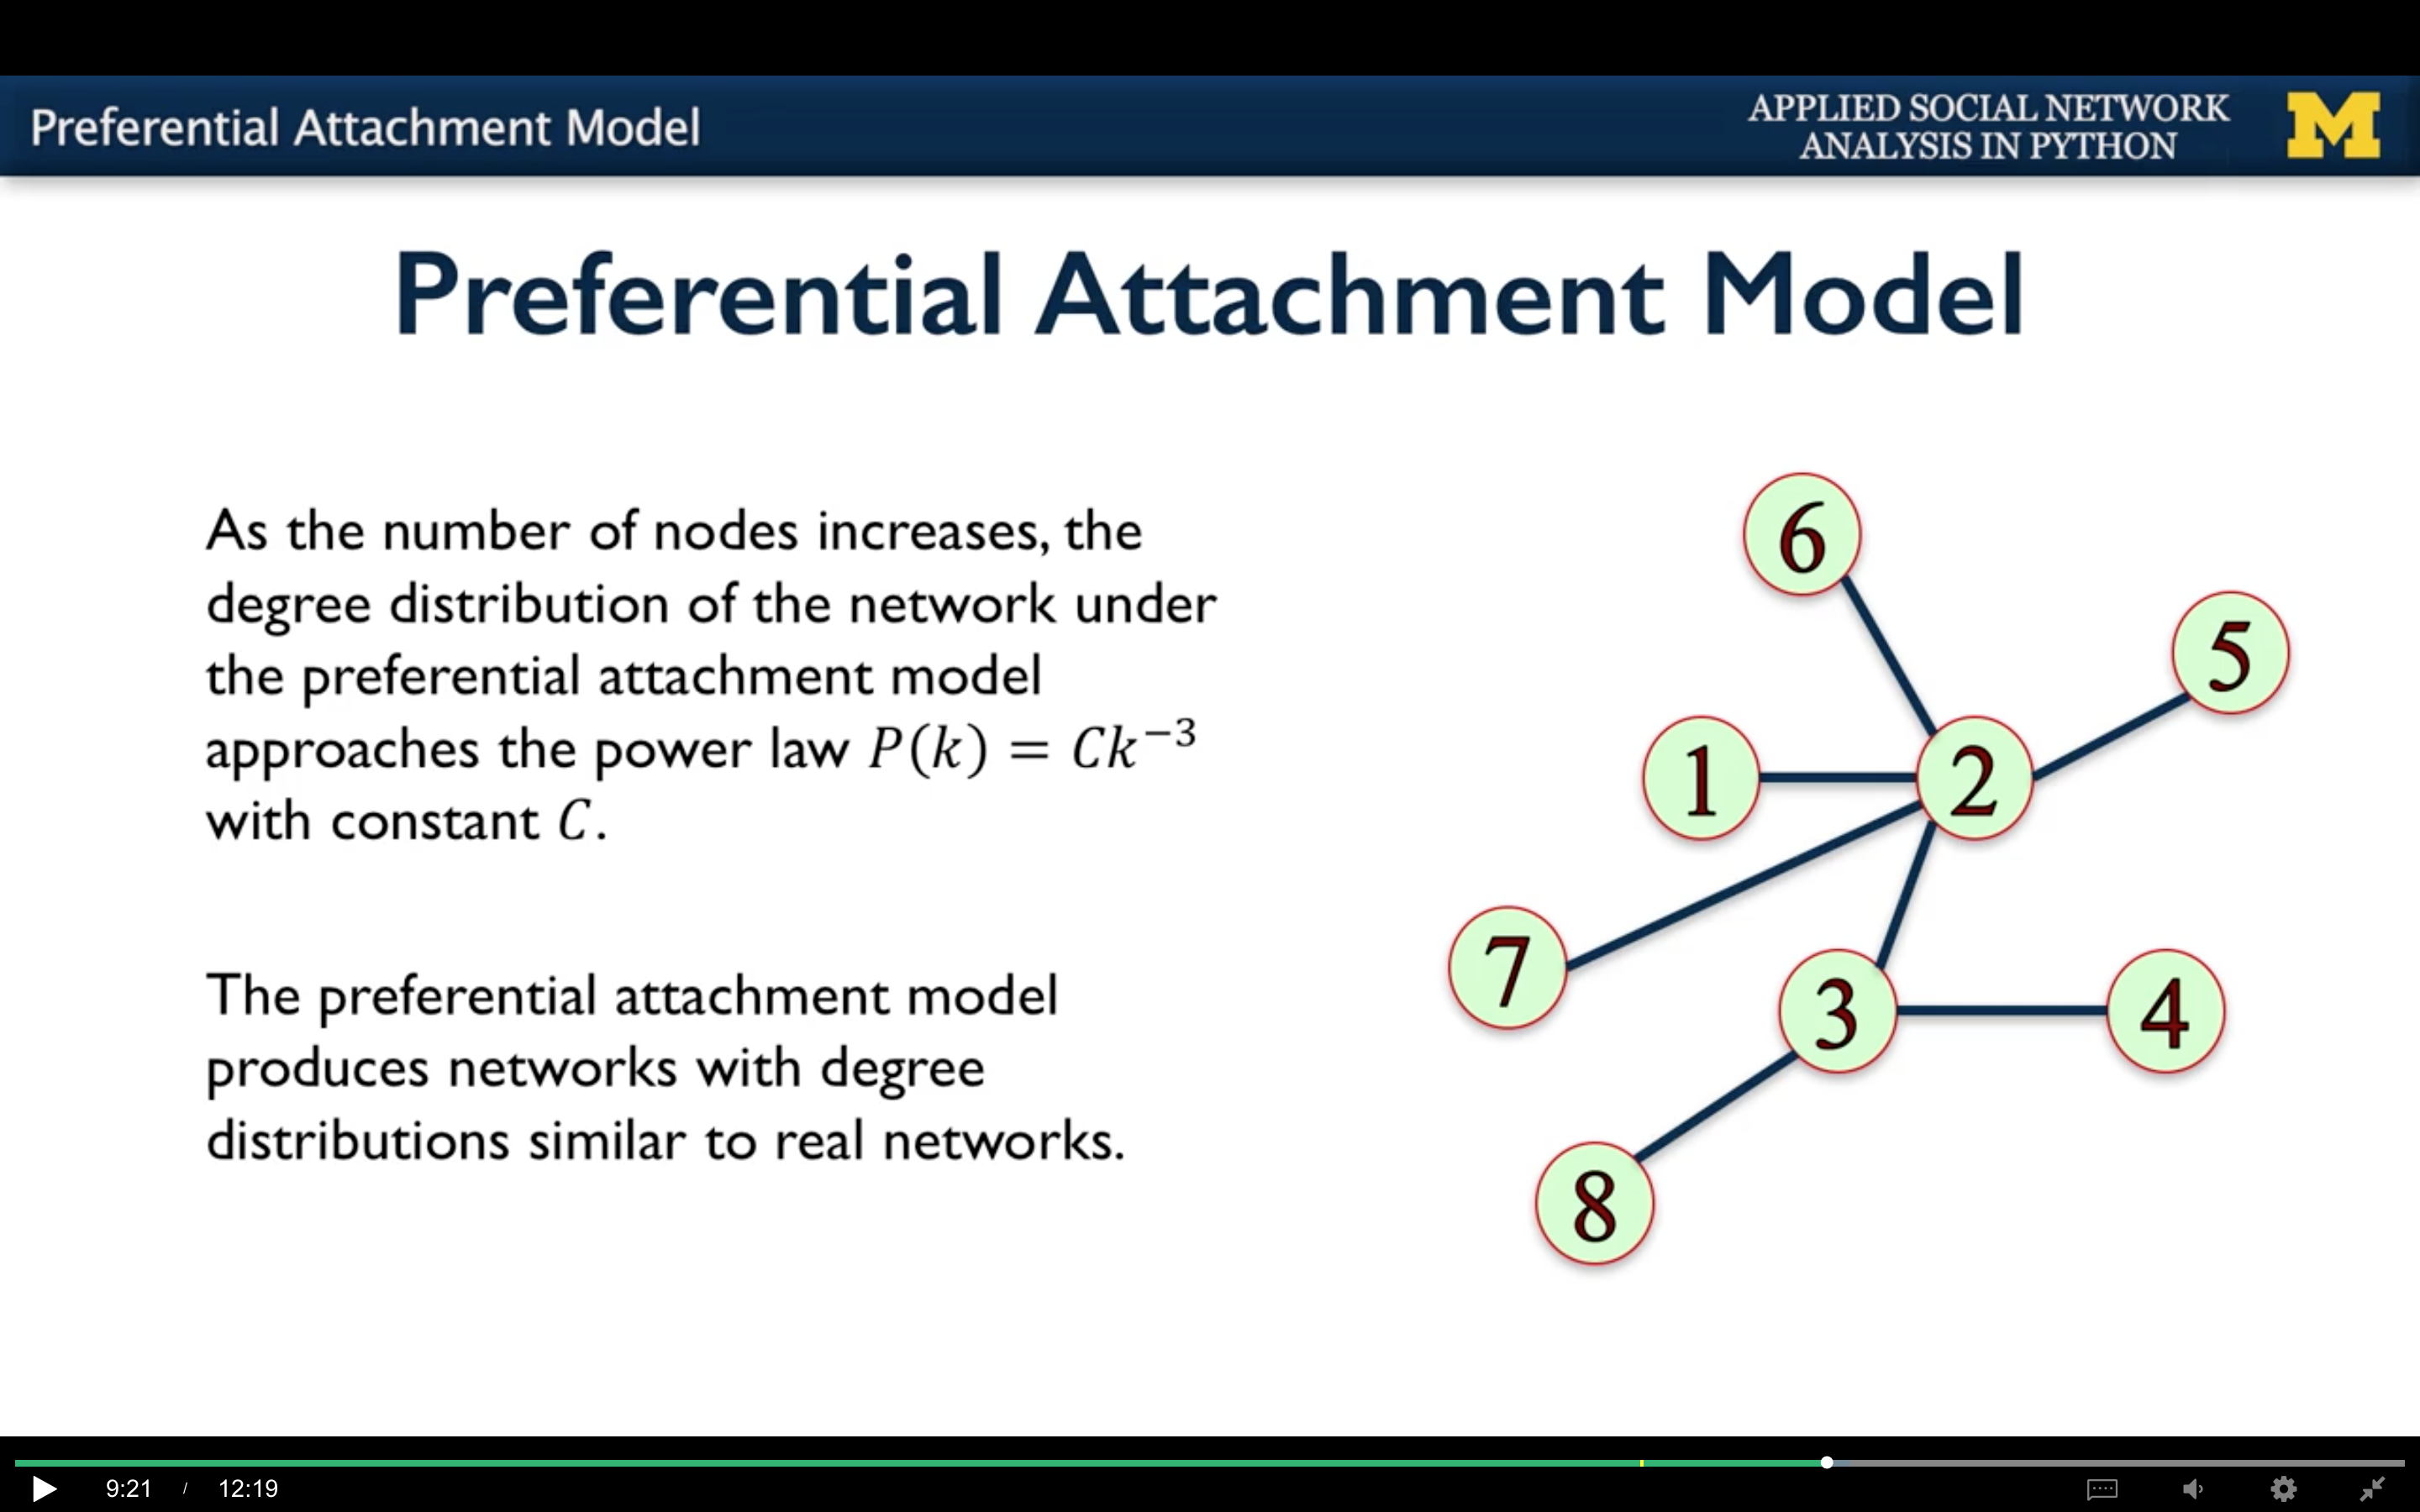 Preferential Attachment Model
APPLIED SOCIAL NETWORK
ANALYSIS IN PYTHON
M
Preferential Attachment Model
As the number of nodes increases, the
degree distribution of the network under
the preferential attachment model
approaches the power law P(k) = Ck⁻³
with constant C.
The preferential attachment model
produces networks with degree
distributions similar to real networks.
6
5
1
2
7
3
4
8
9:21 / 12:19